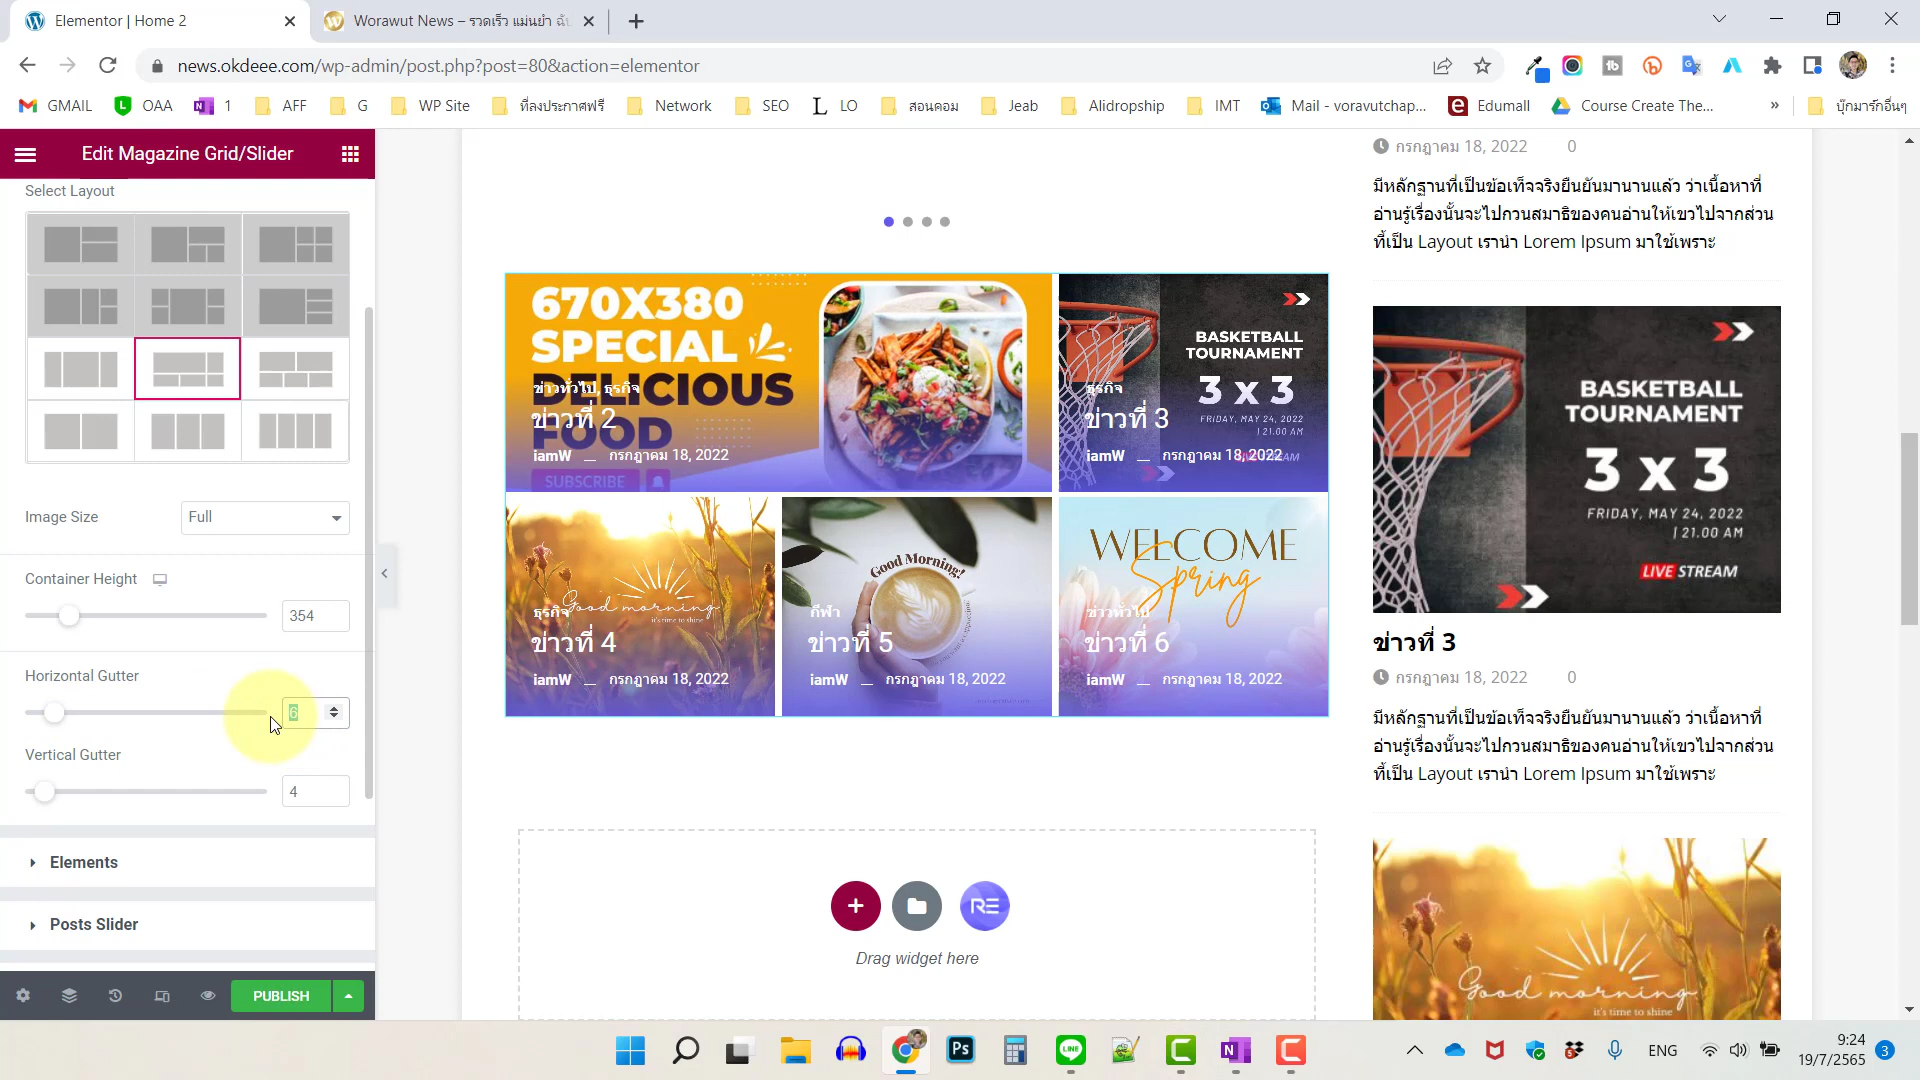 Elementor | Home 2
Worawut News – รวดเร็ว แม่นยำ ฉับ
news.okdeee.com/wp-admin/post.php?post=80&action=elementor
GMAIL
OAA
1
AFF
G
WP Site
ที่ลงประกาศฟรี
Network
SEO
LO
สอนคอม
Jeab
Alidropship
IMT
Mail - voravutchap...
Edumall
Course Create The...
»
บุ๊กมาร์กอื่นๆ
Edit Magazine Grid/Slider
Select Layout
Image Size
Full
Container Height
354
Horizontal Gutter
6
Vertical Gutter
4
Elements
Posts Slider
PUBLISH
670X380
SPECIAL
DELICIOUS
FOOD
SUBSCRIBE
ข่าวทั่วไป, ธุรกิจ
ข่าวที่ 2
iamW — กรกฎาคม 18, 2022
BASKETBALL
TOURNAMENT
3 x 3
FRIDAY, MAY 24, 2022
| 21.00 AM
ธุรกิจ
ข่าวที่ 3
iamW — กรกฎาคม 18, 2022
Good morning
it's time to shine
ธุรกิจ
ข่าวที่ 4
iamW — กรกฎาคม 18, 2022
Good Morning!
กีฬา
ข่าวที่ 5
iamW — กรกฎาคม 18, 2022
WELCOME
Spring
ข่าวทั่วไป
ข่าวที่ 6
iamW — กรกฎาคม 18, 2022
Drag widget here
กรกฎาคม 18, 2022 0
มีหลักฐานที่เป็นข้อเท็จจริงยืนยันมานานแล้ว ว่าเนื้อหาที่
อ่านรู้เรื่องนั้นจะไปกวนสมาธิของคนอ่านให้เขวไปจากส่วน
ที่เป็น Layout เรานำ Lorem Ipsum มาใช้เพราะ
BASKETBALL
TOURNAMENT
3 x 3
FRIDAY, MAY 24, 2022
| 21.00 AM
LIVE STREAM
ข่าวที่ 3
กรกฎาคม 18, 2022 0
มีหลักฐานที่เป็นข้อเท็จจริงยืนยันมานานแล้ว ว่าเนื้อหาที่
อ่านรู้เรื่องนั้นจะไปกวนสมาธิของคนอ่านให้เขวไปจากส่วน
ที่เป็น Layout เรานำ Lorem Ipsum มาใช้เพราะ
Good morning
it's time to shine
ENG
9:24
19/7/2565
3